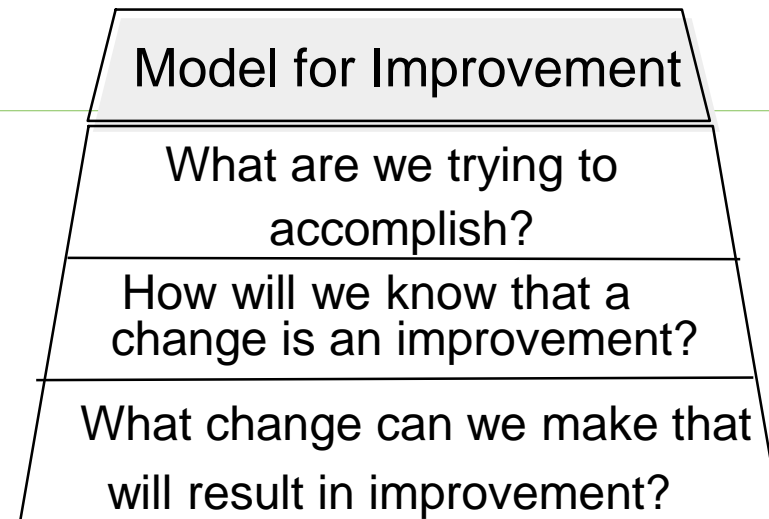 Model for Improvement
What are we trying to
accomplish?
How will we know that a
change is an improvement?
What change can we make that
will result in improvement?